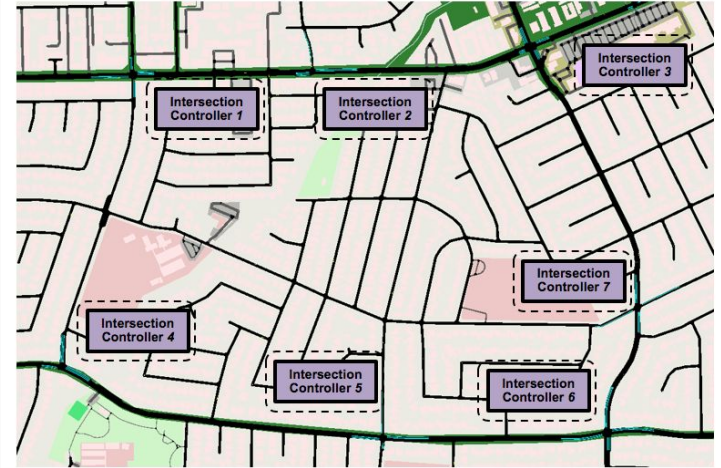 Intersection
Controller 1
Intersection
Controller 2
Intersection
Controller 3
Intersection
Controller 4
Intersection
Controller 5
Intersection
Controller 6
Intersection
Controller 7